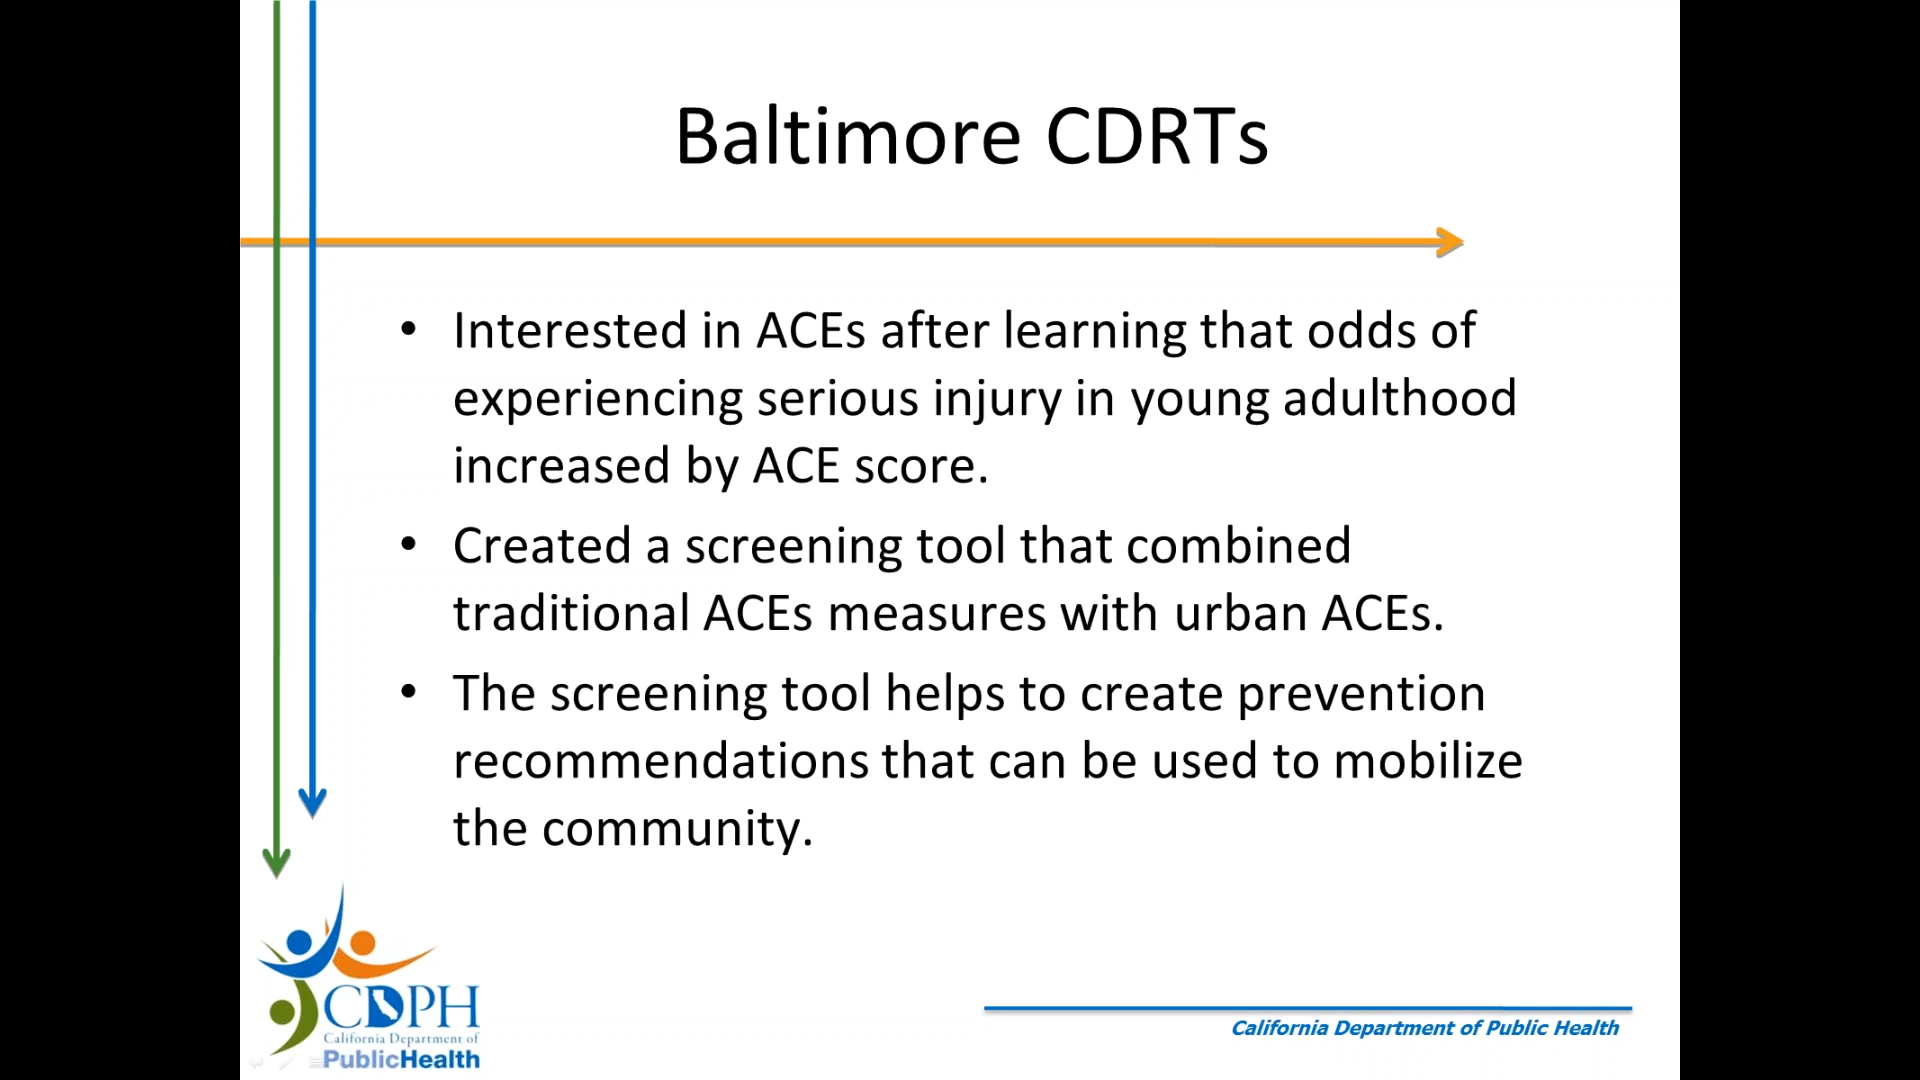 Baltimore CDRTs
• Interested in ACEs after learning that odds of
experiencing serious injury in young adulthood
increased by ACE score.
• Created a screening tool that combined
traditional ACEs measures with urban ACEs.
• The screening tool helps to create prevention
recommendations that can be used to mobilize
the community.
CDPH
California Department of
PublicHealth
California Department of Public Health